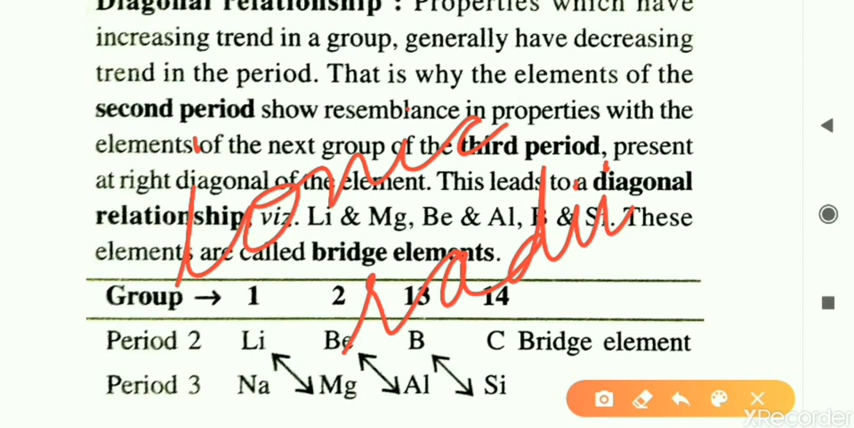 Diagonal relationship : Properties which have
increasing trend in a group, generally have decreasing
trend in the period. That is why the elements of the
second period show resemblance in properties with the
elements of the next group of the third period, present
at right diagonal of the element. This leads to a diagonal
relationship, viz. Li & Mg, Be & Al, B & Si. These
elements are called bridge elements.
Ionic
radii
Group → 1 2 13 14
Period 2 Li Be B C Bridge element
Period 3 Na Mg Al Si
XRecorder